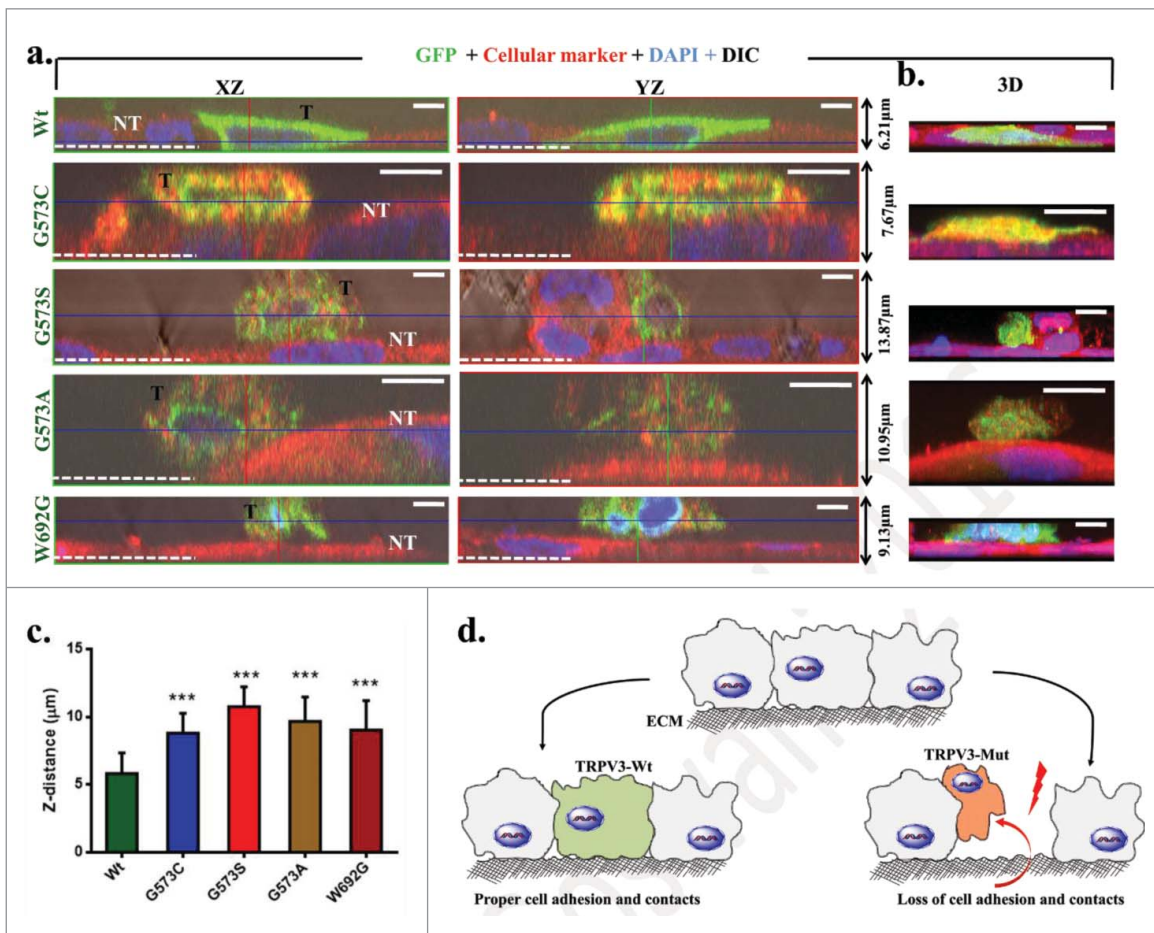 a.
GFP + Cellular marker + DAPI + DIC
b.
XZ
YZ
3D
Wt
NT
T
6.21µm
G573C
T
NT
7.67µm
G573S
T
NT
13.87µm
G573A
T
NT
10.95µm
W692G
T
NT
9.13µm
c.
Z-distance (µm)
15
10
5
0
***
***
***
***
Wt
G573C
G573S
G573A
W692G
d.
ECM
TRPV3-Wt
TRPV3-Mut
Proper cell adhesion and contacts
Loss of cell adhesion and contacts